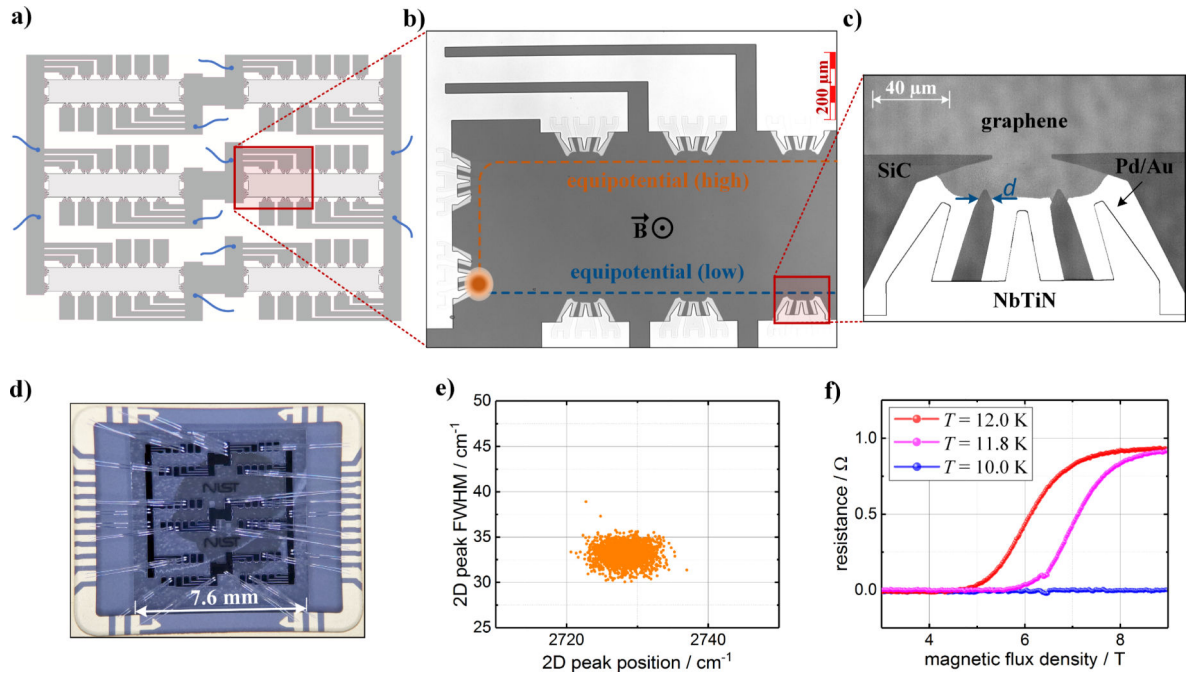 a)
b)
200 µm
equipotential (high)
B
equipotential (low)
c)
40 µm
graphene
SiC
Pd/Au
d
NbTiN
d)
NIST
NIST
7.6 mm
e)
2D peak FWHM / cm⁻¹
50
45
40
35
30
25
2720
2740
2D peak position / cm⁻¹
f)
resistance / Ω
1.0
0.5
0.0
T = 12.0 K
T = 11.8 K
T = 10.0 K
4
6
8
magnetic flux density / T